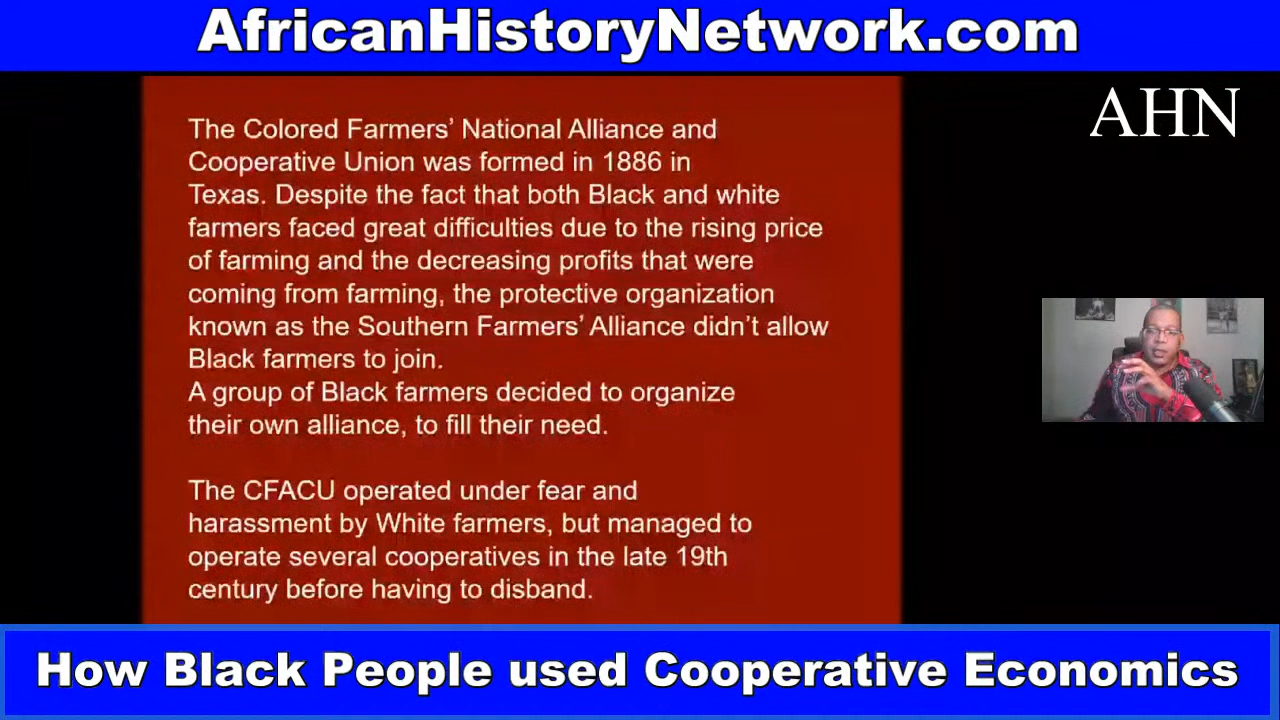 AfricanHistoryNetwork.com
AHN
The Colored Farmers' National Alliance and
Cooperative Union was formed in 1886 in
Texas. Despite the fact that both Black and white
farmers faced great difficulties due to the rising price
of farming and the decreasing profits that were
coming from farming, the protective organization
known as the Southern Farmers' Alliance didn't allow
Black farmers to join.
A group of Black farmers decided to organize
their own alliance, to fill their need.
The CFACU operated under fear and
harassment by White farmers, but managed to
operate several cooperatives in the late 19th
century before having to disband.
How Black People used Cooperative Economics